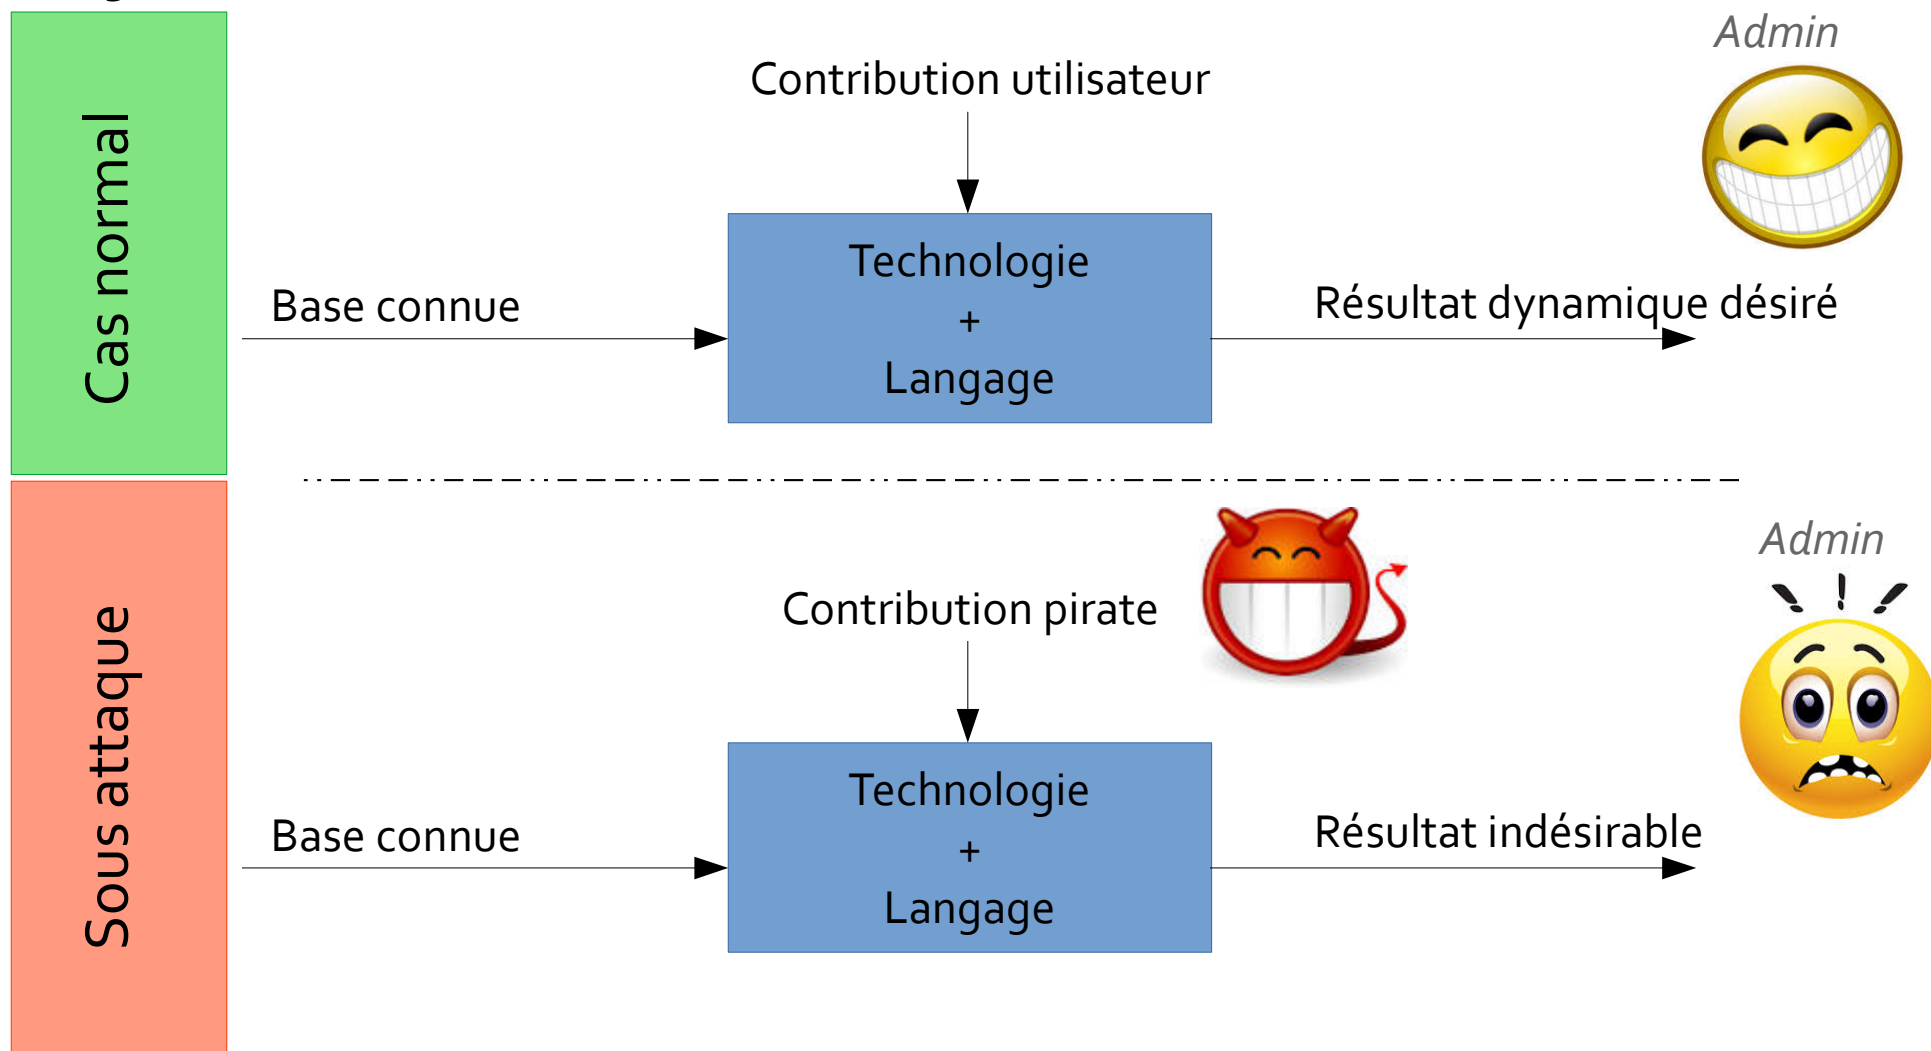 Cas normal
Admin
Contribution utilisateur
Technologie
+
Langage
Base connue
Résultat dynamique désiré
Sous attaque
Admin
Contribution pirate
Technologie
+
Langage
Base connue
Résultat indésirable